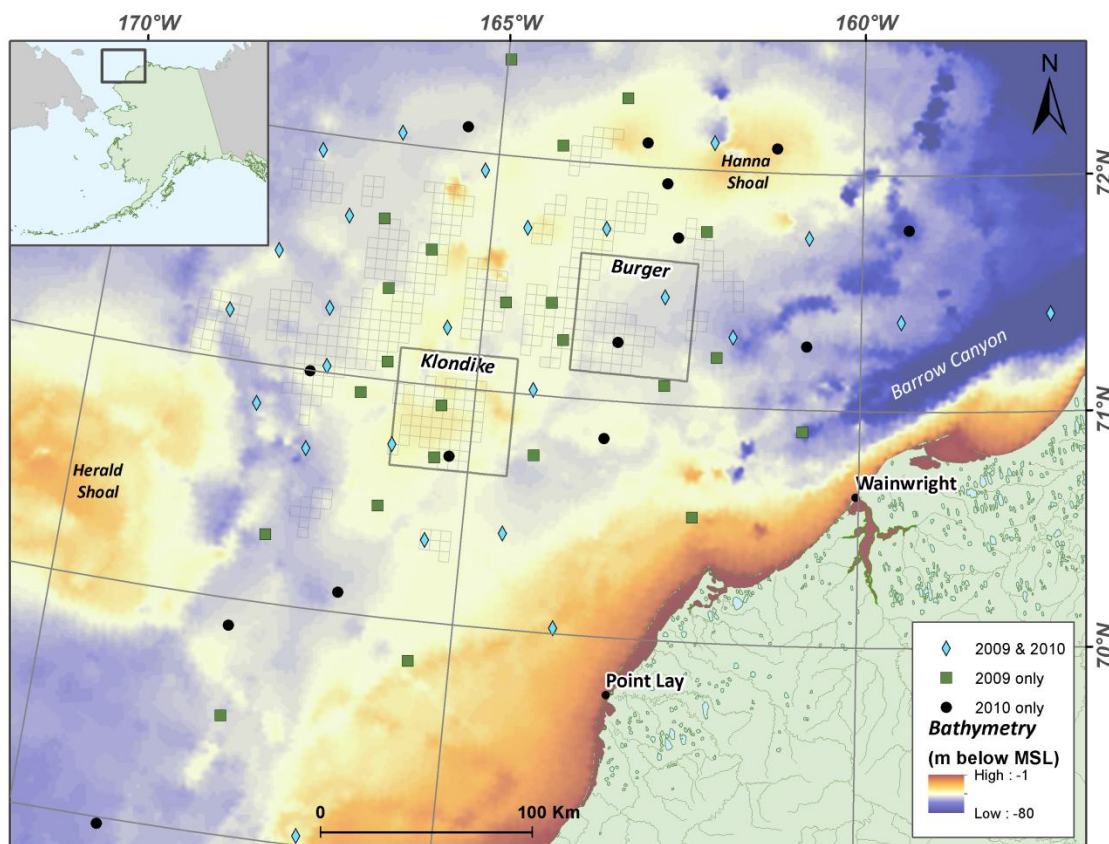 170°W
165°W
160°W
N
72°N
Hanna
Shoal
Burger
Klondike
Barrow Canyon
71°N
Herald
Shoal
Wainwright
70°N
Point Lay
2009 & 2010
2009 only
2010 only
Bathymetry
(m below MSL)
High : -1
Low : -80
0
100 Km